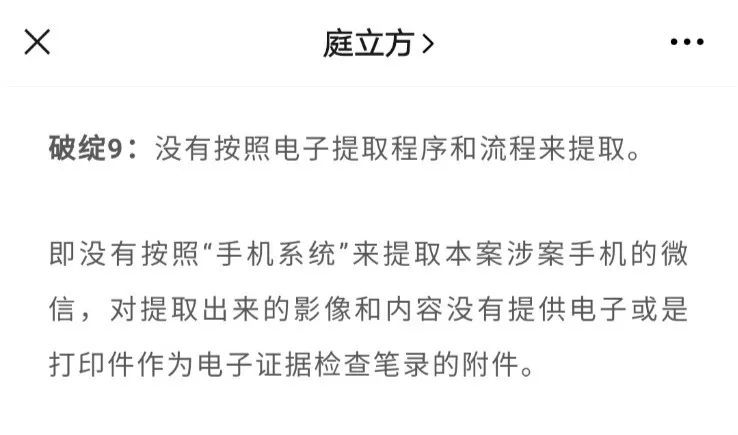 庭立方
破绽9：没有按照电子提取程序和流程来提取。
即没有按照“手机系统”来提取本案涉案手机的微
信，对提取出来的影像和内容没有提供电子或是
打印件作为电子证据检查笔录的附件。